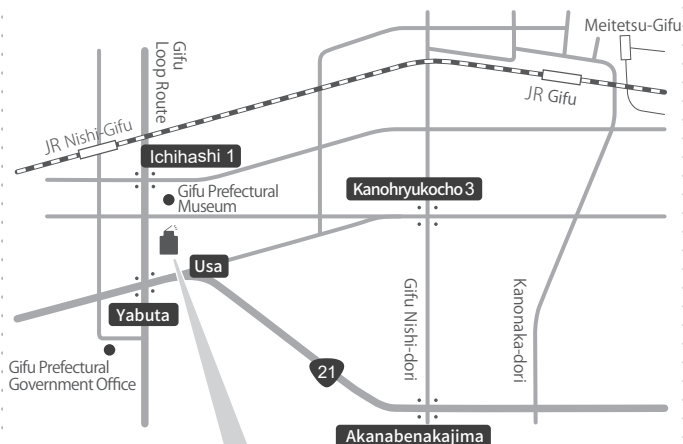 Meitetsu-Gifu
Gifu
Loop Route
JR Gifu
JR Nishi-Gifu
Ichihashi 1
Gifu Prefectural
Museum
Kanohryukocho 3
Usa
Yabuta
Gifu Nishi-dori
Kanonaka-dori
Gifu Prefectural
Government Office
21
Akanabenakajima